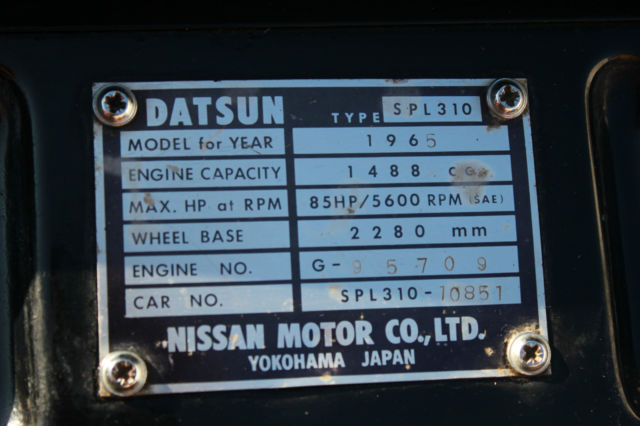 DATSUN TYPE SPL310
MODEL for YEAR 1965
ENGINE CAPACITY 1488 cc.
MAX. HP at RPM 85HP/5600 RPM (SAE)
WHEEL BASE 2280 mm
ENGINE NO. G-95709
CAR NO. SPL310-10851
NISSAN MOTOR CO., LTD.
YOKOHAMA JAPAN